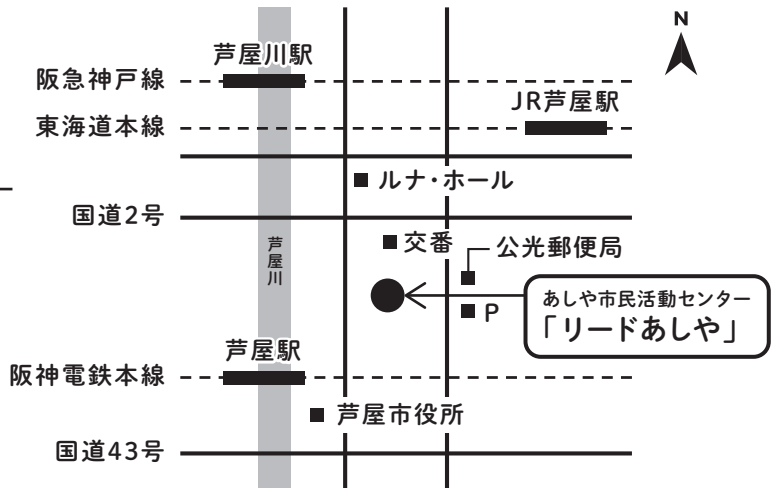 N
芦屋川駅
阪急神戸線
JR芦屋駅
東海道本線
ルナ・ホール
国道2号
交番
公光郵便局
芦屋川
あしや市民活動センター
「リードあしや」
P
芦屋駅
阪神電鉄本線
芦屋市役所
国道43号